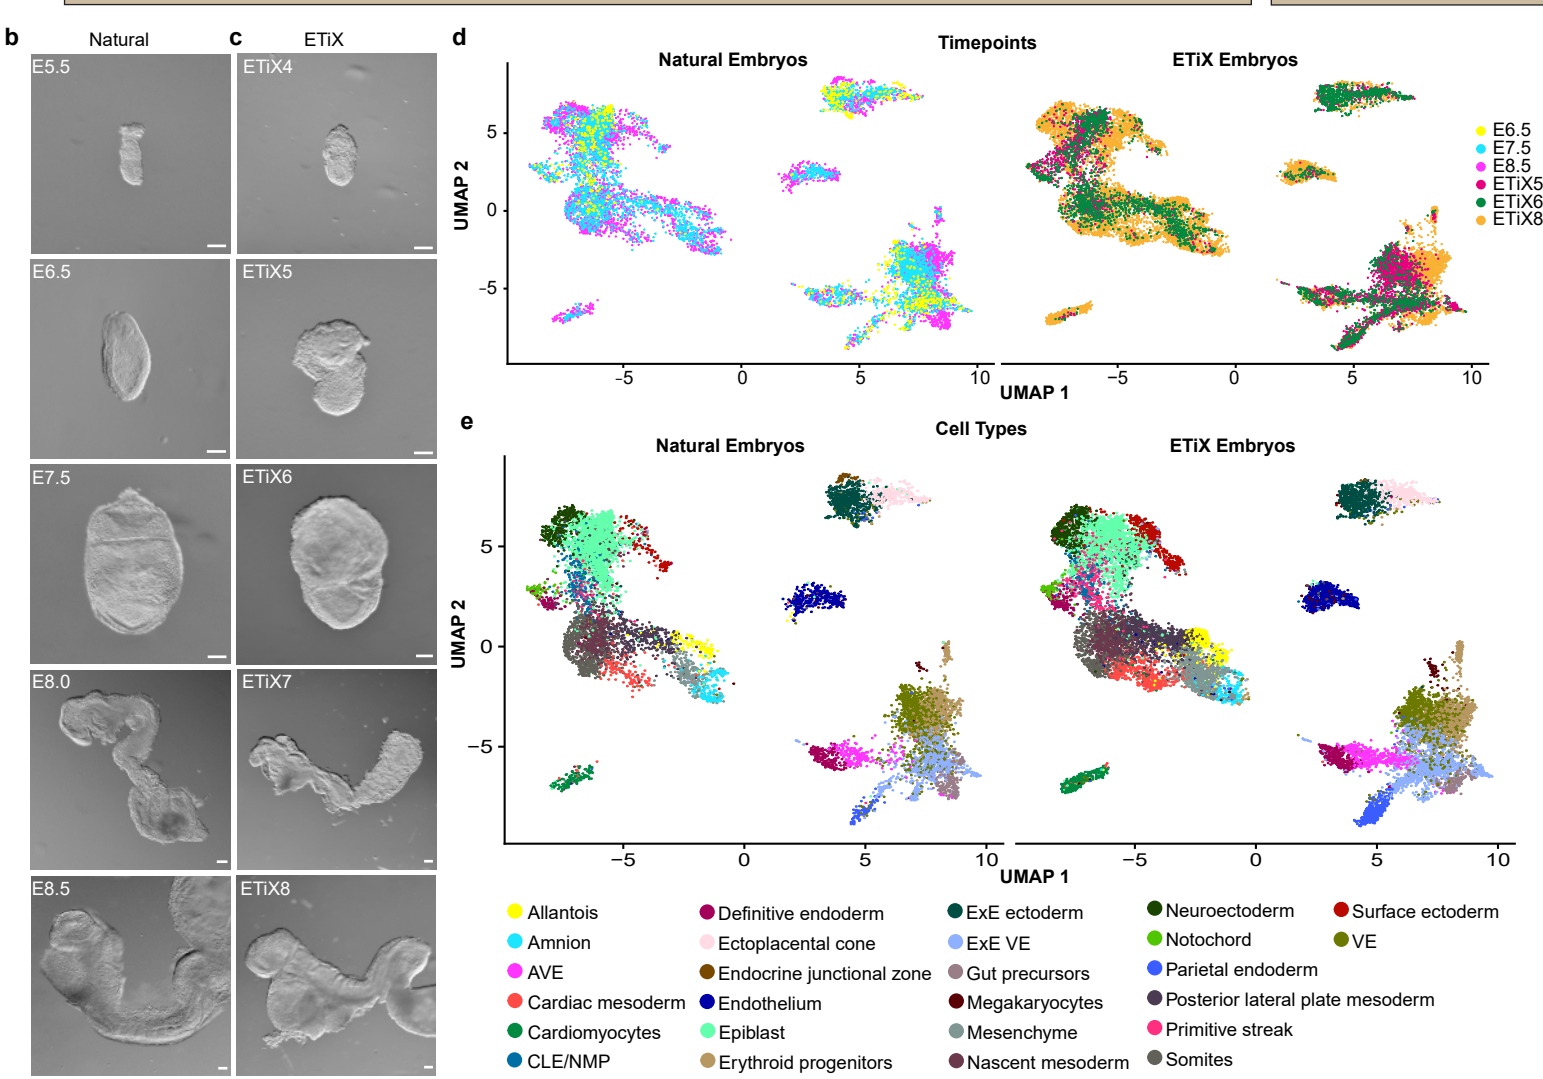 b
Natural
c
ETiX
d
Timepoints
Natural Embryos
ETiX Embryos
E5.5
ETiX4
E6.5
ETiX5
E7.5
ETiX6
E8.0
ETiX7
E8.5
ETiX8
UMAP 2
5
0
−5
−5
0
5
10
−5
0
5
10
UMAP 1
E6.5
E7.5
E8.5
ETiX5
ETiX6
ETiX8
e
Cell Types
Natural Embryos
ETiX Embryos
UMAP 2
5
0
−5
−5
0
5
10
−5
0
5
10
UMAP 1
Allantois
Amnion
AVE
Cardiac mesoderm
Cardiomyocytes
CLE/NMP
Definitive endoderm
Ectoplacental cone
Endocrine junctional zone
Endothelium
Epiblast
Erythroid progenitors
ExE ectoderm
ExE VE
Gut precursors
Megakaryocytes
Mesenchyme
Nascent mesoderm
Neuroectoderm
Notochord
Parietal endoderm
Posterior lateral plate mesoderm
Primitive streak
Somites
Surface ectoderm
VE